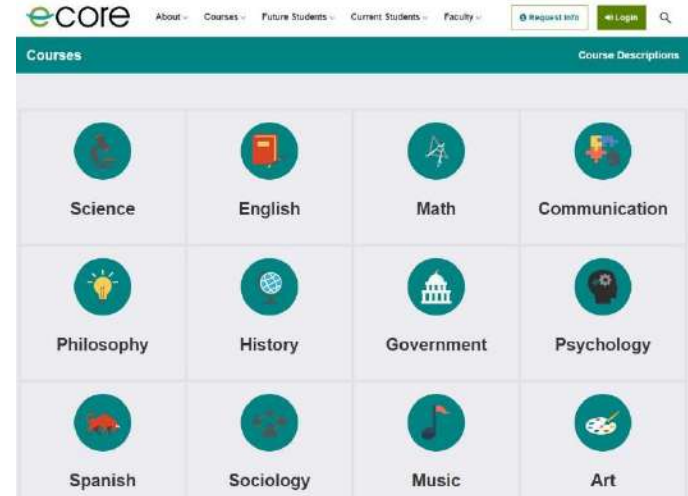 ecore About Courses Future Students Current Students Faculty Request Info Login
Courses Course Descriptions
Science English Math Communication
Philosophy History Government Psychology
Spanish Sociology Music Art